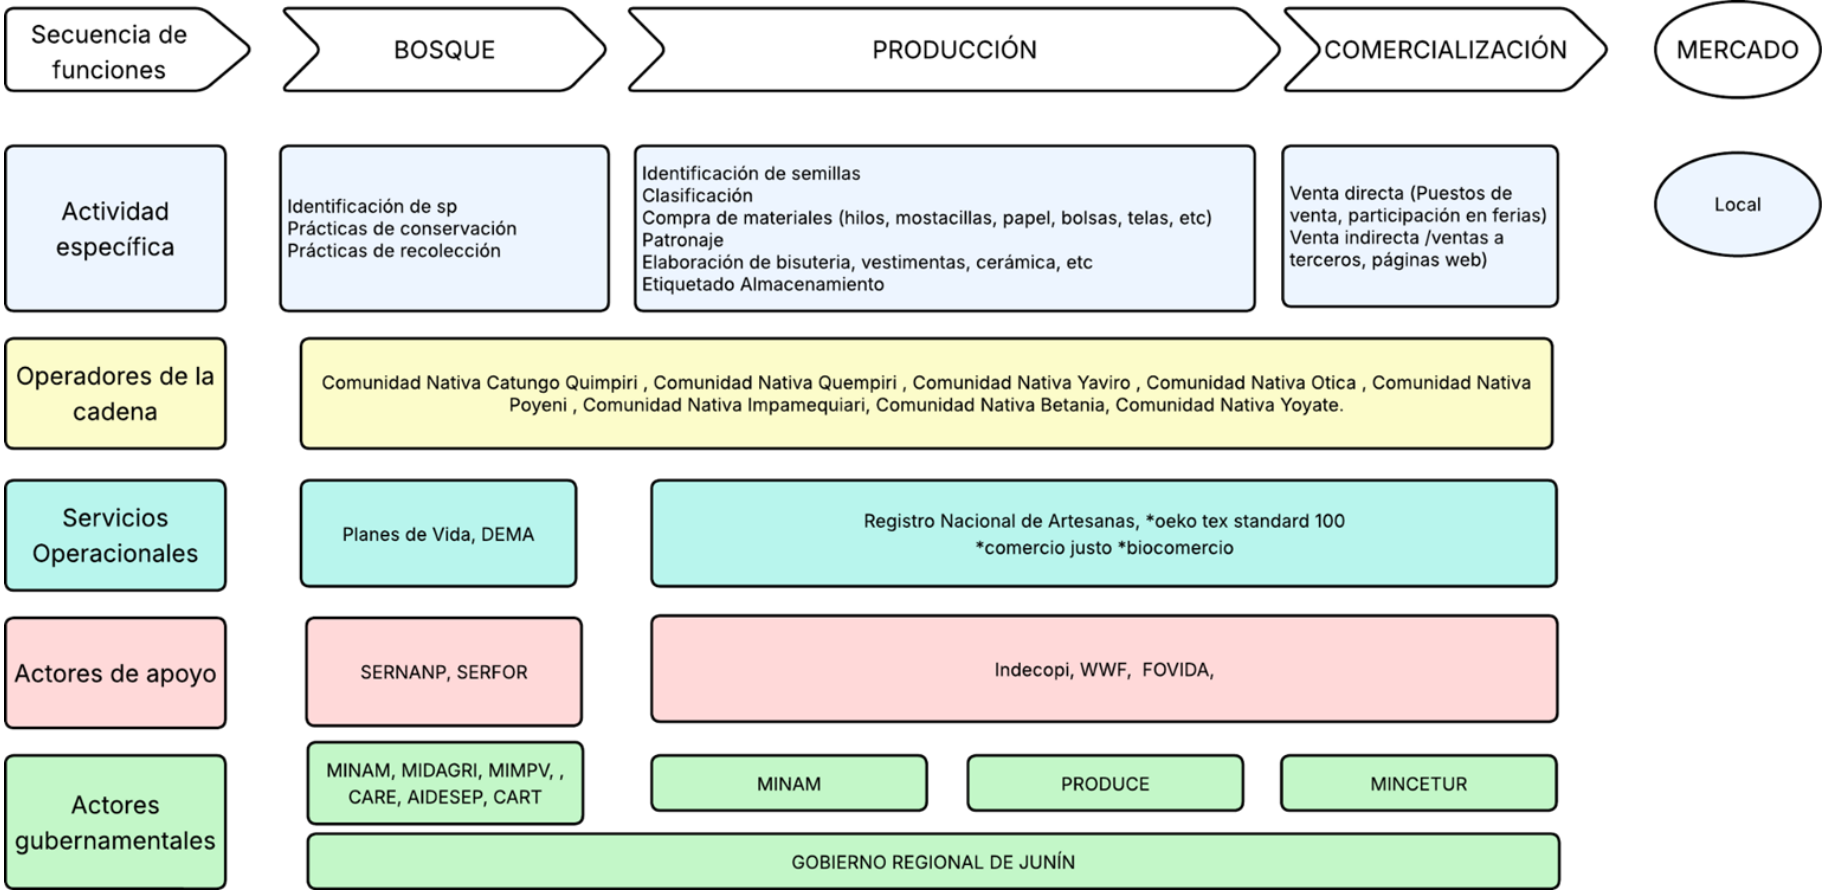 Secuencia de
funciones
BOSQUE
PRODUCCIÓN
COMERCIALIZACIÓN
MERCADO
Actividad
específica
Identificación de sp
Prácticas de conservación
Prácticas de recolección
Identificación de semillas
Clasificación
Compra de materiales (hilos, mostacillas, papel, bolsas, telas, etc)
Patronaje
Elaboración de bisuteria, vestimentas, cerámica, etc
Etiquetado Almacenamiento
Venta directa (Puestos de
venta, participación en ferias)
Venta indirecta /ventas a
terceros, páginas web)
Local
Operadores de la
cadena
Comunidad Nativa Catungo Quimpiri , Comunidad Nativa Quempiri , Comunidad Nativa Yaviro , Comunidad Nativa Otica , Comunidad Nativa
Poyeni , Comunidad Nativa Impamequiari, Comunidad Nativa Betania, Comunidad Nativa Yoyate.
Servicios
Operacionales
Planes de Vida, DEMA
Registro Nacional de Artesanas, *oeko tex standard 100
*comercio justo *biocomercio
Actores de apoyo
SERNANP, SERFOR
Indecopi, WWF,  FOVIDA,
Actores
gubernamentales
MINAM, MIDAGRI, MIMPV, ,
CARE, AIDESEP, CART
MINAM
PRODUCE
MINCETUR
GOBIERNO REGIONAL DE JUNÍN